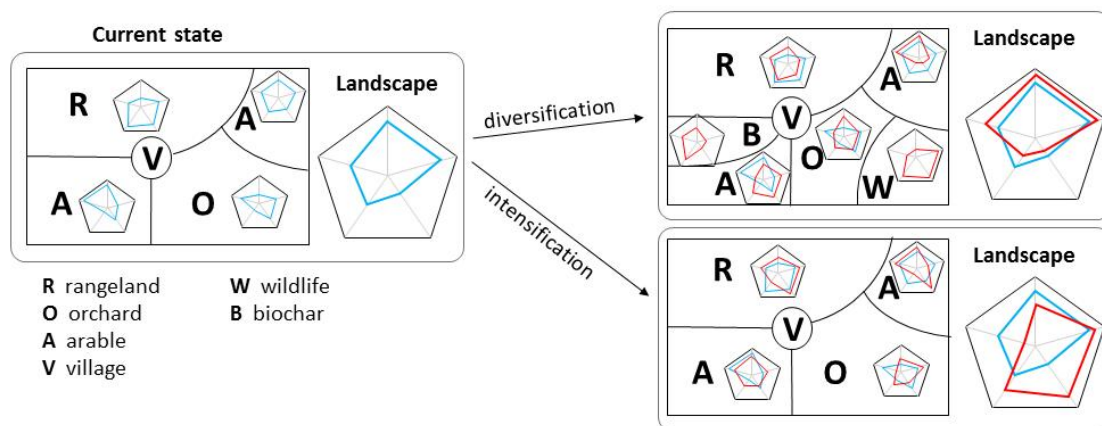 Current state
R
A
V
A
O
Landscape
R rangeland
O orchard
A arable
V village
W wildlife
B biochar
diversification
intensification
R
A
B
V
O
A
W
Landscape
R
A
V
A
O
Landscape